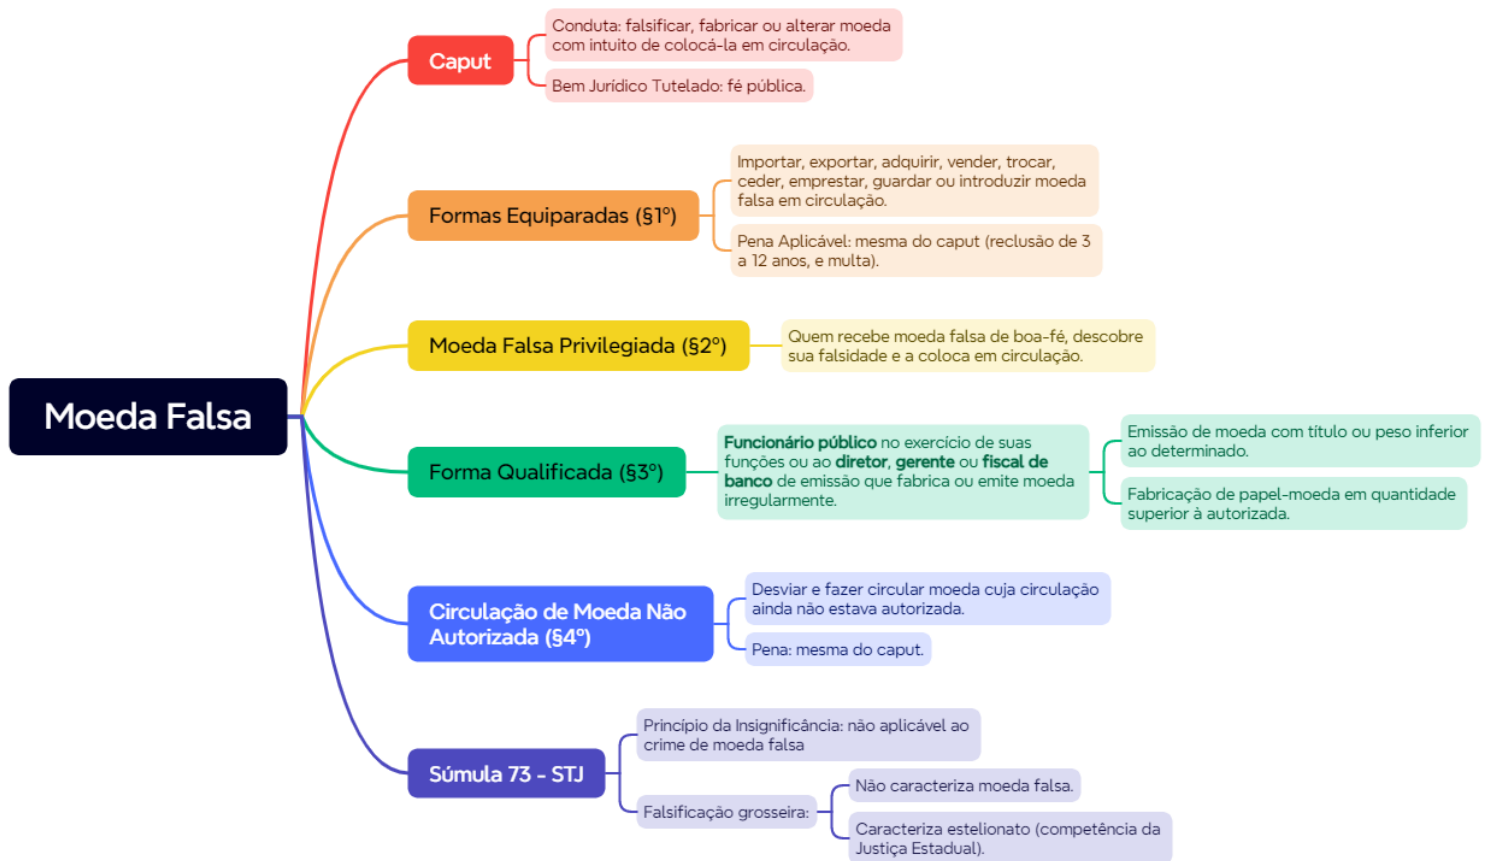 Moeda Falsa
Caput
Conduta: falsificar, fabricar ou alterar moeda
com intuito de colocá-la em circulação.
Bem Jurídico Tutelado: fé pública.
Formas Equiparadas (§1º)
Importar, exportar, adquirir, vender, trocar,
ceder, emprestar, guardar ou introduzir moeda
falsa em circulação.
Pena Aplicável: mesma do caput (reclusão de 3
a 12 anos, e multa).
Moeda Falsa Privilegiada (§2º)
Quem recebe moeda falsa de boa-fé, descobre
sua falsidade e a coloca em circulação.
Forma Qualificada (§3º)
Funcionário público no exercício de suas
funções ou ao diretor, gerente ou fiscal de
banco de emissão que fabrica ou emite moeda
irregularmente.
Emissão de moeda com título ou peso inferior
ao determinado.
Fabricação de papel-moeda em quantidade
superior à autorizada.
Circulação de Moeda Não
Autorizada (§4º)
Desviar e fazer circular moeda cuja circulação
ainda não estava autorizada.
Pena: mesma do caput.
Súmula 73 - STJ
Princípio da Insignificância: não aplicável ao
crime de moeda falsa
Falsificação grosseira:
Não caracteriza moeda falsa.
Caracteriza estelionato (competência da
Justiça Estadual).